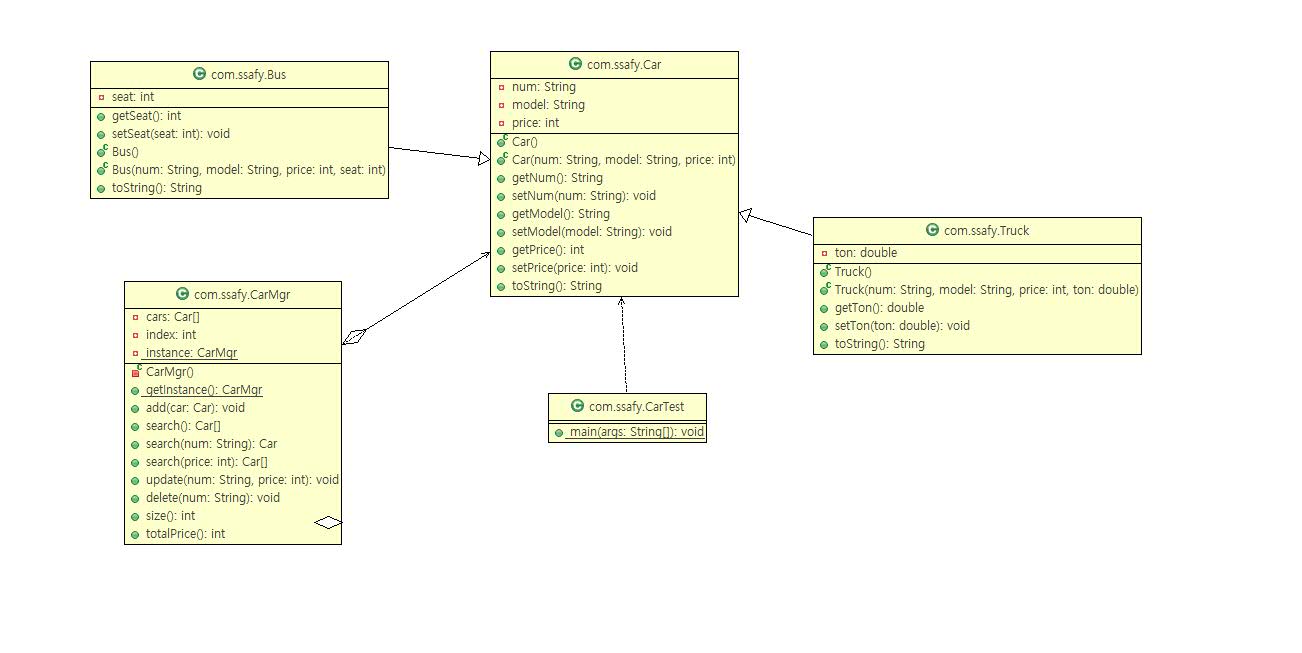 com.ssafy.Bus
seat: int
getSeat(): int
setSeat(seat: int): void
Bus()
Bus(num: String, model: String, price: int, seat: int)
toString(): String
com.ssafy.Car
num: String
model: String
price: int
Car()
Car(num: String, model: String, price: int)
getNum(): String
setNum(num: String): void
getModel(): String
setModel(model: String): void
getPrice(): int
setPrice(price: int): void
toString(): String
com.ssafy.Truck
ton: double
Truck()
Truck(num: String, model: String, price: int, ton: double)
getTon(): double
setTon(ton: double): void
toString(): String
com.ssafy.CarMgr
cars: Car[]
index: int
instance: CarMgr
CarMgr()
getInstance(): CarMgr
add(car: Car): void
search(): Car[]
search(num: String): Car
search(price: int): Car[]
update(num: String, price: int): void
delete(num: String): void
size(): int
totalPrice(): int
com.ssafy.CarTest
main(args: String[]): void